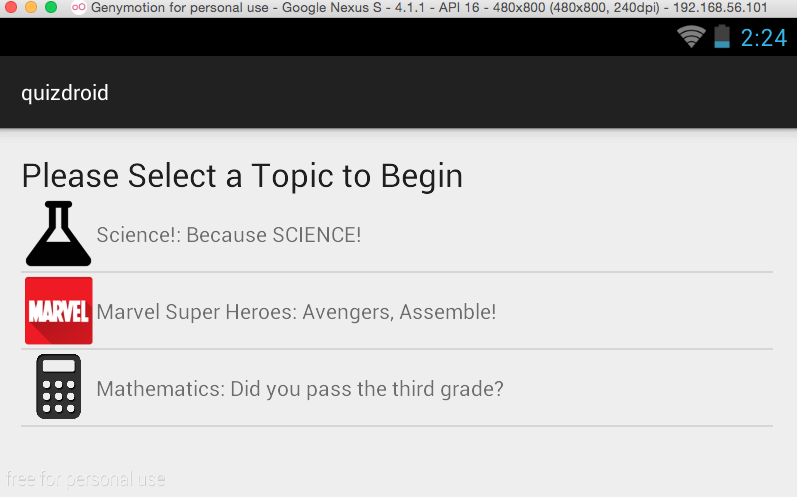 Genymotion for personal use - Google Nexus S - 4.1.1 - API 16 - 480x800 (480x800, 240dpi) - 192.168.56.101
2:24
quizdroid
Please Select a Topic to Begin
Science!: Because SCIENCE!
MARVEL
Marvel Super Heroes: Avengers, Assemble!
Mathematics: Did you pass the third grade?
free for personal use